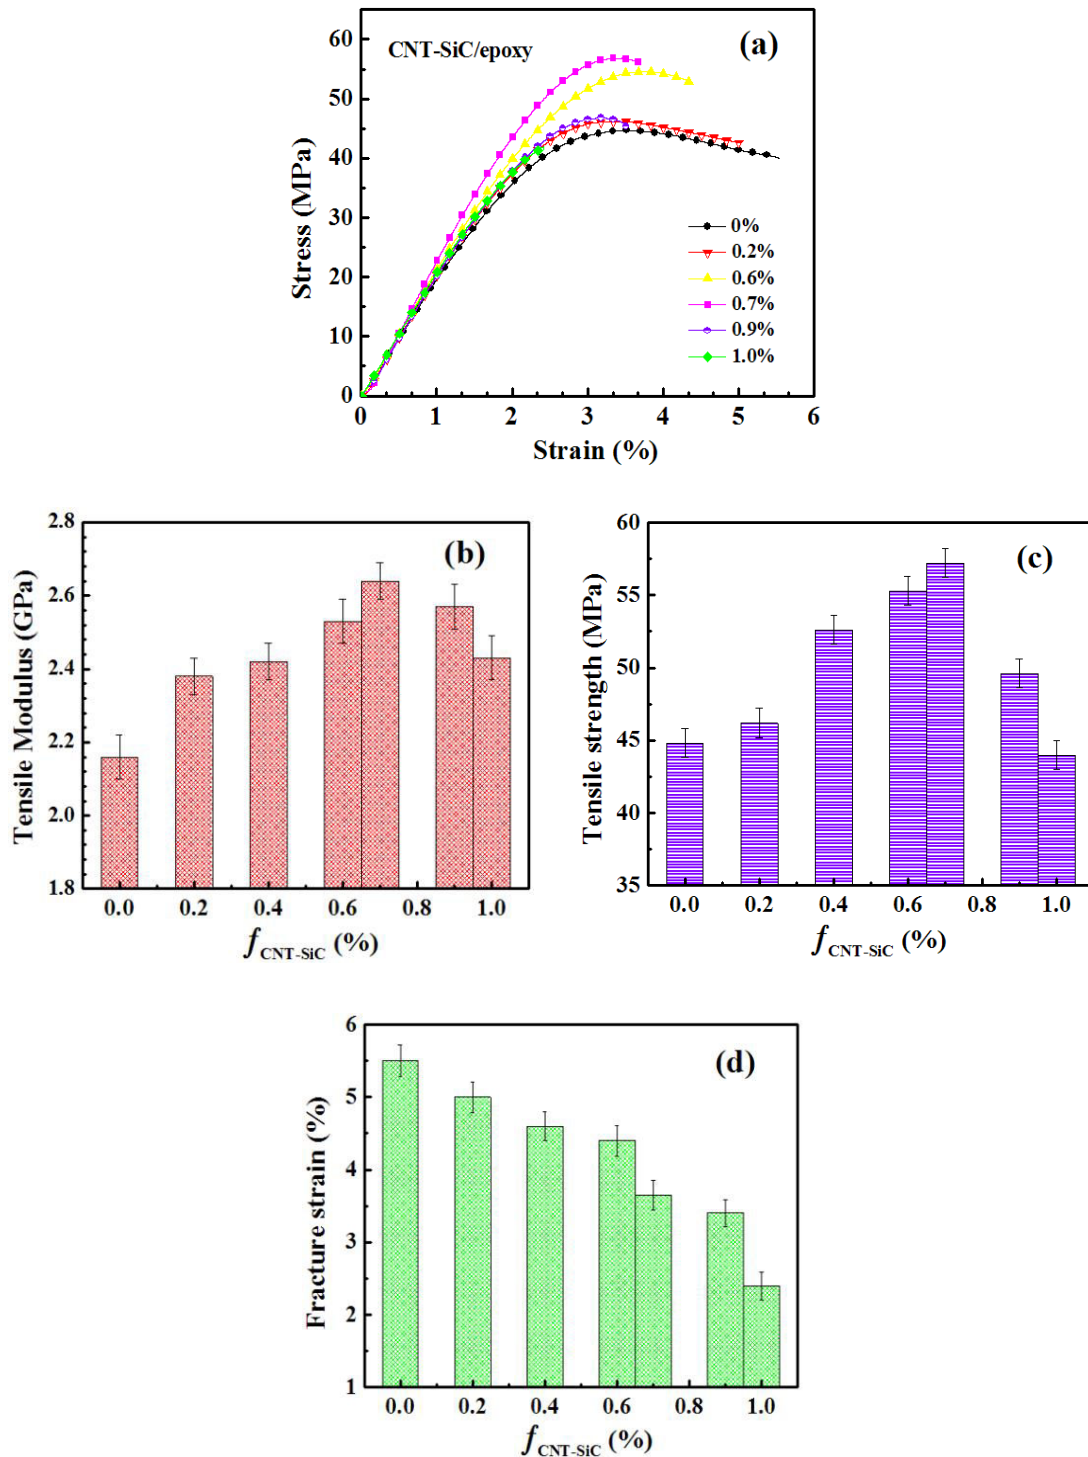 (a)
CNT-SiC/epoxy
60
50
40
30
20
10
0
Stress (MPa)
0%
0.2%
0.6%
0.7%
0.9%
1.0%
0 1 2 3 4 5 6
Strain (%)
(b)
2.8
2.6
2.4
2.2
2.0
1.8
Tensile Modulus (GPa)
0.0 0.2 0.4 0.6 0.8 1.0
f CNT-SiC (%)
(c)
60
55
50
45
40
35
Tensile strength (MPa)
0.0 0.2 0.4 0.6 0.8 1.0
f CNT-SiC (%)
(d)
6
5
4
3
2
1
Fracture strain (%)
0.0 0.2 0.4 0.6 0.8 1.0
f CNT-SiC (%)